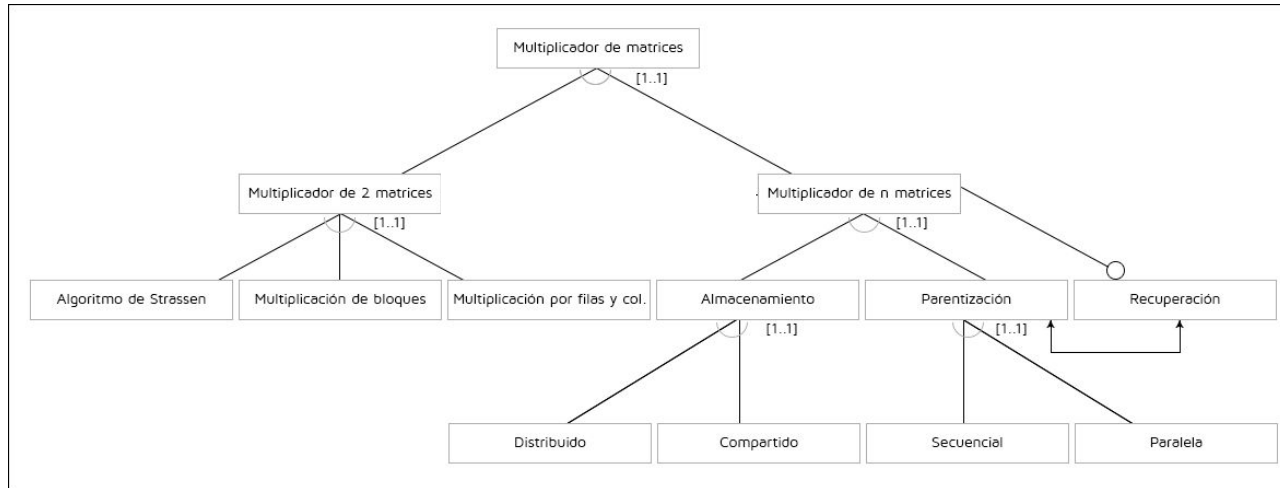 Multiplicador de matrices
[1..1]
Multiplicador de 2 matrices
Multiplicador de n matrices
[1..1]
[1..1]
Algoritmo de Strassen
Multiplicación de bloques
Multiplicación por filas y col.
Almacenamiento
Parentización
Recuperación
[1..1]
[1..1]
Distribuido
Compartido
Secuencial
Paralela